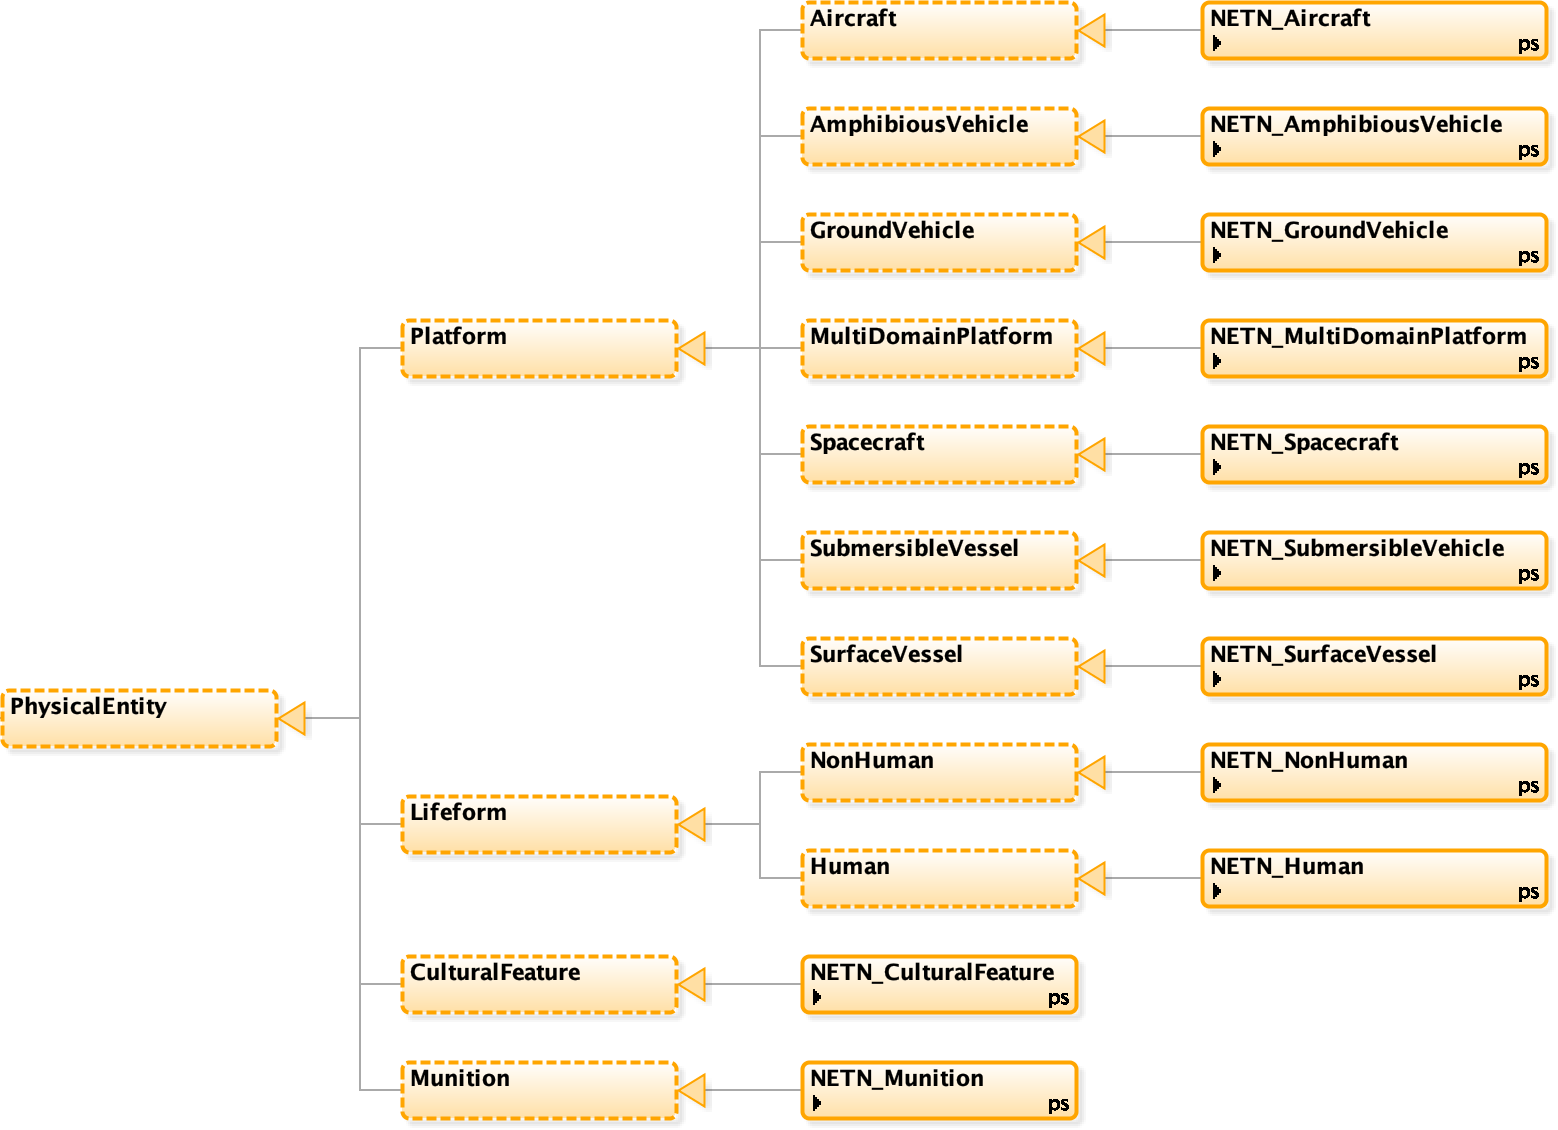 Aircraft
NETN_Aircraft
ps
AmphibiousVehicle
NETN_AmphibiousVehicle
ps
GroundVehicle
NETN_GroundVehicle
ps
Platform
MultiDomainPlatform
NETN_MultiDomainPlatform
ps
Spacecraft
NETN_Spacecraft
ps
SubmersibleVessel
NETN_SubmersibleVehicle
ps
SurfaceVessel
NETN_SurfaceVessel
ps
PhysicalEntity
NonHuman
NETN_NonHuman
ps
Lifeform
Human
NETN_Human
ps
CulturalFeature
NETN_CulturalFeature
ps
Munition
NETN_Munition
ps